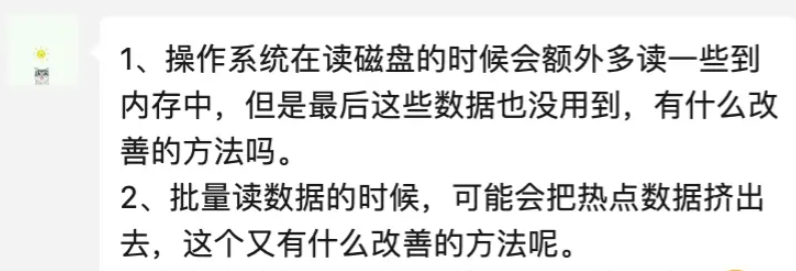 1、操作系统在读磁盘的时候会额外多读一些到
内存中，但是最后这些数据也没用到，有什么改
善的方法吗。
2、批量读数据的时候，可能会把热点数据挤出
去，这个又有什么改善的方法呢。